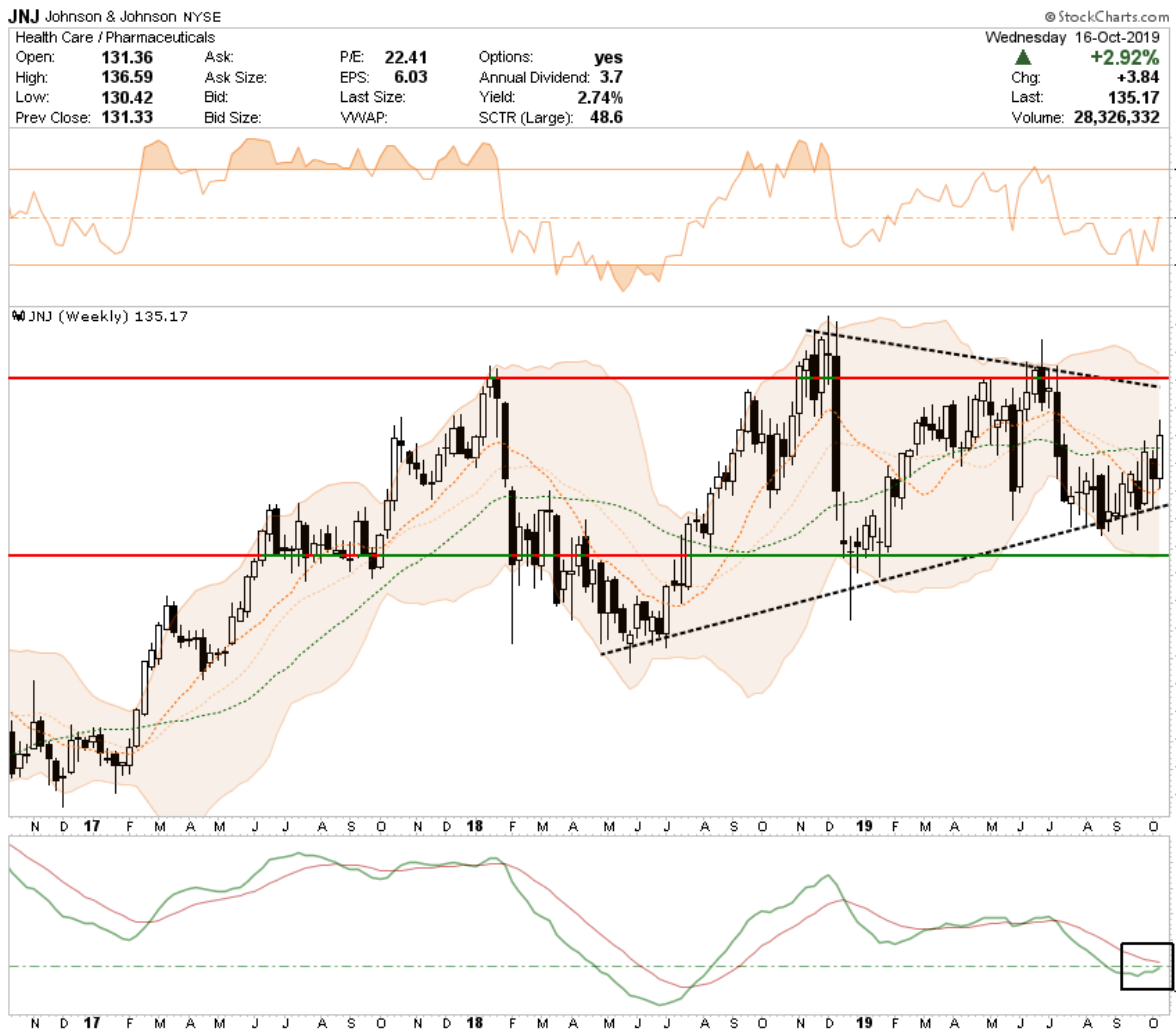 JNJ Johnson & Johnson NYSE © StockCharts.com
Health Care / Pharmaceuticals Wednesday 16-Oct-2019
Open: 131.36 Ask: P/E: 22.41 Options: yes +2.92%
High: 136.59 Ask Size: EPS: 6.03 Annual Dividend: 3.7 Chg: +3.84
Low: 130.42 Bid: Last Size: Yield: 2.74% Last: 135.17
Prev Close: 131.33 Bid Size: VWAP: SCTR (Large): 48.6 Volume: 28,326,332
JNJ (Weekly) 135.17
N D 17 F M A M J J A S O N D 18 F M A M J J A S O N D 19 F M A M J J A S O
N D 17 F M A M J J A S O N D 18 F M A M J J A S O N D 19 F M A M J J A S O